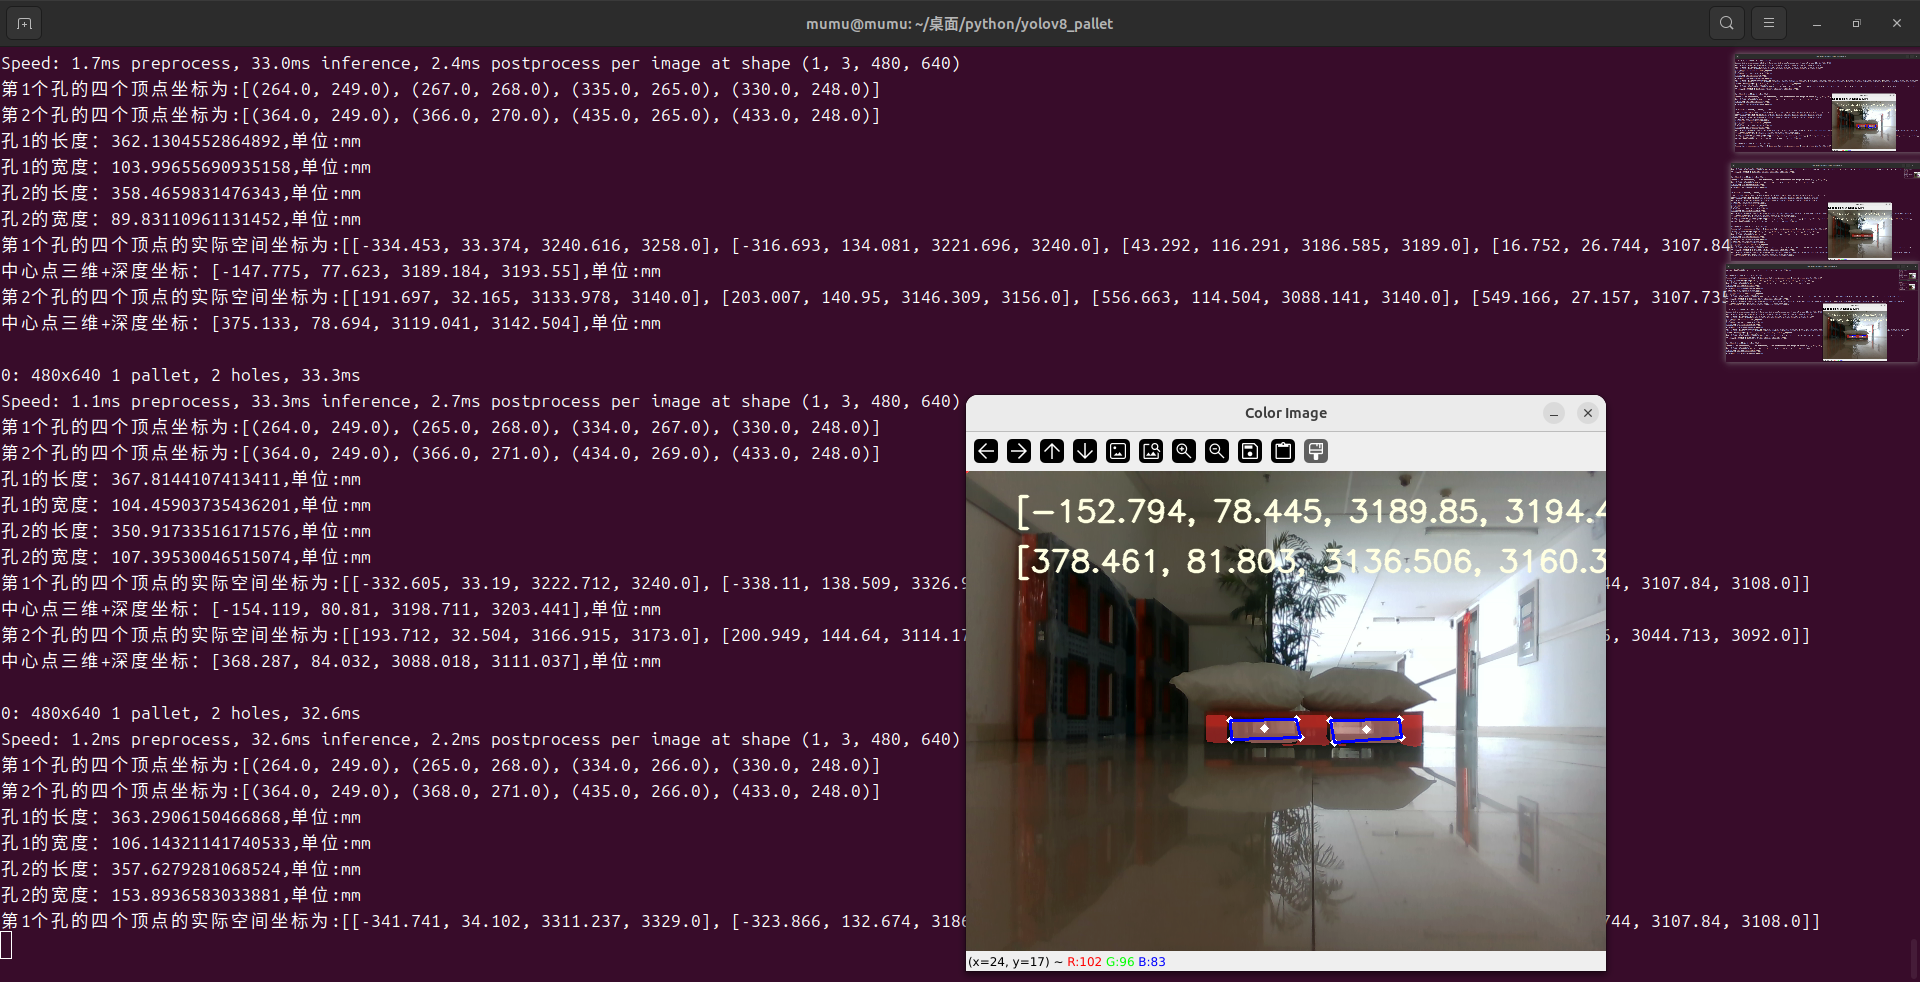 mumu@mumu: ~/桌面/python/yolov8_pallet
Speed: 1.7ms preprocess, 33.0ms inference, 2.4ms postprocess per image at shape (1, 3, 480, 640)
第1个孔的四个顶点坐标为:[(264.0, 249.0), (267.0, 268.0), (335.0, 265.0), (330.0, 248.0)]
第2个孔的四个顶点坐标为:[(364.0, 249.0), (366.0, 270.0), (435.0, 265.0), (433.0, 248.0)]
孔1的长度: 362.1304552864892,单位:mm
孔1的宽度: 103.99655690935158,单位:mm
孔2的长度: 358.4659831476343,单位:mm
孔2的宽度: 89.83110961131452,单位:mm
第1个孔的四个顶点的实际空间坐标为:[[-334.453, 33.374, 3240.616, 3258.0], [-316.693, 134.081, 3221.696, 3240.0], [43.292, 116.291, 3186.585, 3189.0], [16.752, 26.744, 3107.84
中心点三维+深度坐标: [-147.775, 77.623, 3189.184, 3193.55],单位:mm
第2个孔的四个顶点的实际空间坐标为:[[191.697, 32.165, 3133.978, 3140.0], [203.007, 140.95, 3146.309, 3156.0], [556.663, 114.504, 3088.141, 3140.0], [549.166, 27.157, 3107.735
中心点三维+深度坐标: [375.133, 78.694, 3119.041, 3142.504],单位:mm
0: 480x640 1 pallet, 2 holes, 33.3ms
Speed: 1.1ms preprocess, 33.3ms inference, 2.7ms postprocess per image at shape (1, 3, 480, 640)
第1个孔的四个顶点坐标为:[(264.0, 249.0), (265.0, 268.0), (334.0, 267.0), (330.0, 248.0)]
第2个孔的四个顶点坐标为:[(364.0, 249.0), (366.0, 271.0), (434.0, 269.0), (433.0, 248.0)]
孔1的长度: 367.8144107413411,单位:mm
孔1的宽度: 104.45903735436201,单位:mm
孔2的长度: 350.91733516171576,单位:mm
孔2的宽度: 107.39530046515074,单位:mm
第1个孔的四个顶点的实际空间坐标为:[[-332.605, 33.19, 3222.712, 3240.0], [-338.11, 138.509, 3326.9 44, 3107.84, 3108.0]]
中心点三维+深度坐标: [-154.119, 80.81, 3198.711, 3203.441],单位:mm
第2个孔的四个顶点的实际空间坐标为:[[193.712, 32.504, 3166.915, 3173.0], [200.949, 144.64, 3114.17 , 3044.713, 3092.0]]
中心点三维+深度坐标: [368.287, 84.032, 3088.018, 3111.037],单位:mm
0: 480x640 1 pallet, 2 holes, 32.6ms
Speed: 1.2ms preprocess, 32.6ms inference, 2.2ms postprocess per image at shape (1, 3, 480, 640)
第1个孔的四个顶点坐标为:[(264.0, 249.0), (265.0, 268.0), (334.0, 266.0), (330.0, 248.0)]
第2个孔的四个顶点坐标为:[(364.0, 249.0), (368.0, 271.0), (435.0, 266.0), (433.0, 248.0)]
孔1的长度: 363.2906150466868,单位:mm
孔1的宽度: 106.14321141740533,单位:mm
孔2的长度: 357.6279281068524,单位:mm
孔2的宽度: 153.8936583033881,单位:mm
第1个孔的四个顶点的实际空间坐标为:[[-341.741, 34.102, 3311.237, 3329.0], [-323.866, 132.674, 3186 744, 3107.84, 3108.0]]
Color Image
[-152.794, 78.445, 3189.85, 3194.4
[378.461, 81.803, 3136.506, 3160.3
(x=24, y=17) ~ R:102 G:96 B:83